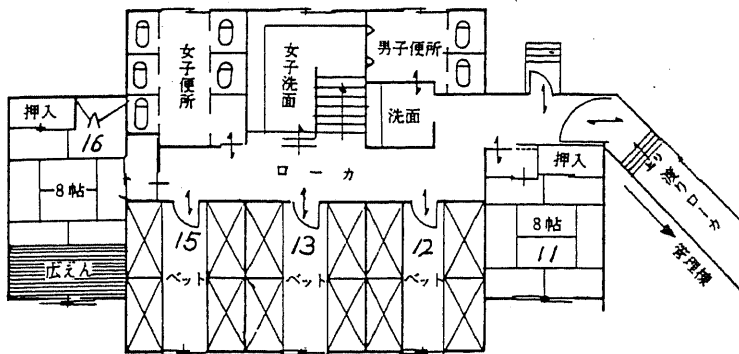 女子便所
女子洗面
男子便所
洗面
押入
16
8帖
広えん
ローカ
15
ベット
13
ベット
12
ベット
押入
8帖
11
渡りローカ
管理棟